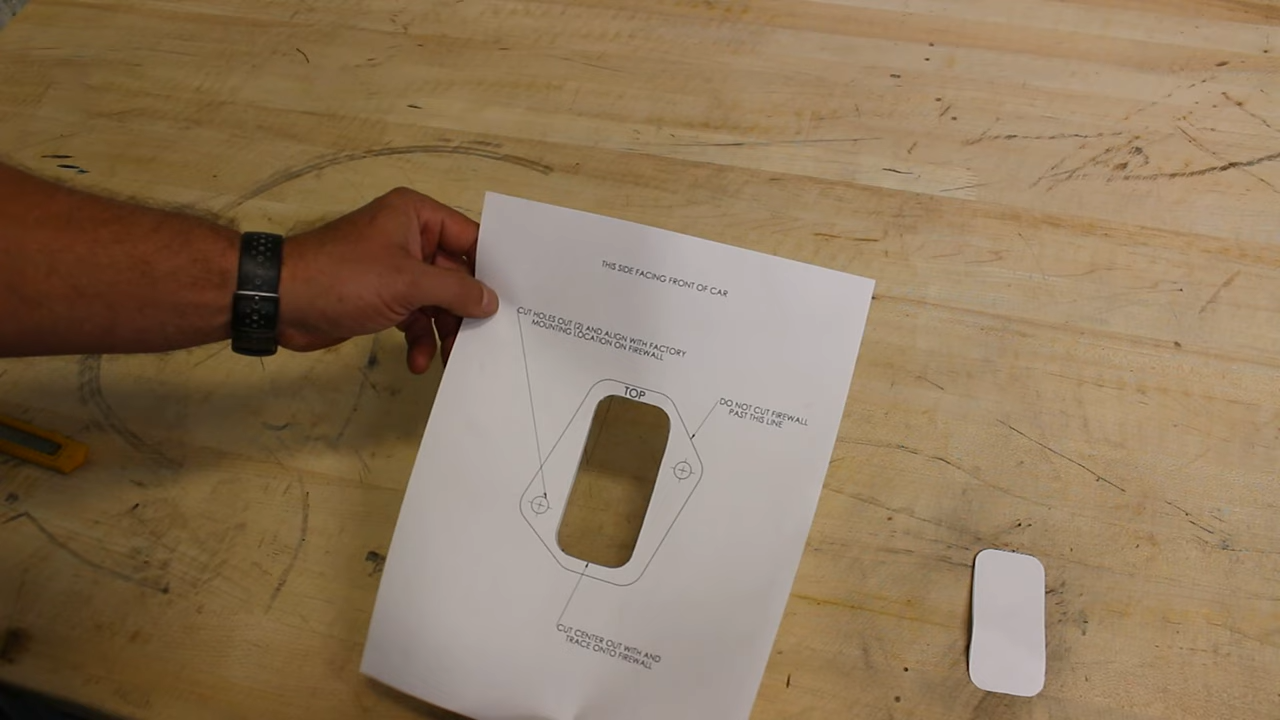 THIS SIDE FACING FRONT OF CAR
CUT HOLES OUT (2) AND ALIGN WITH FACTORY
MOUNTING LOCATION ON FIREWALL
TOP
DO NOT CUT FIREWALL
PAST THIS LINE
CUT CENTER OUT WITH AND
TRACE ONTO FIREWALL